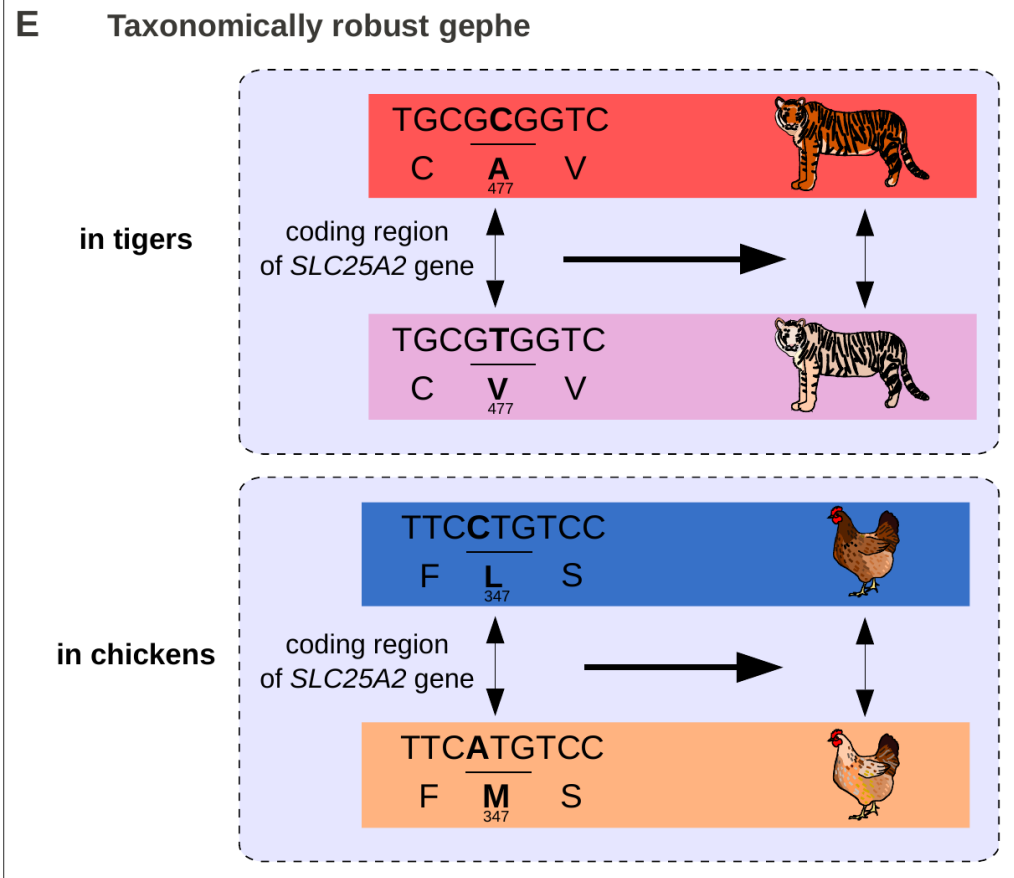 E Taxonomically robust gephe
TGCGCGGTC
C A V
477
in tigers
coding region
of SLC25A2 gene
TGCGTGGTC
C V V
477
TTCCTGTCC
F L S
347
in chickens
coding region
of SLC25A2 gene
TTCATGTCC
F M S
347